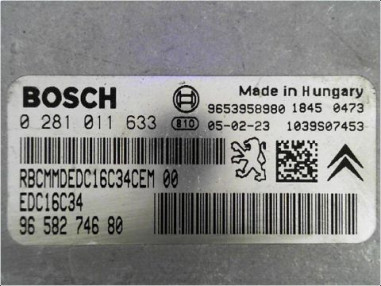 BOSCH
Made in Hungary
9653958980 1845 0473
0 281 011 633
810 05-02-23 1039S07453
RBCMMDEDC16C34CEM 00
EDC16C34
96 582 746 80